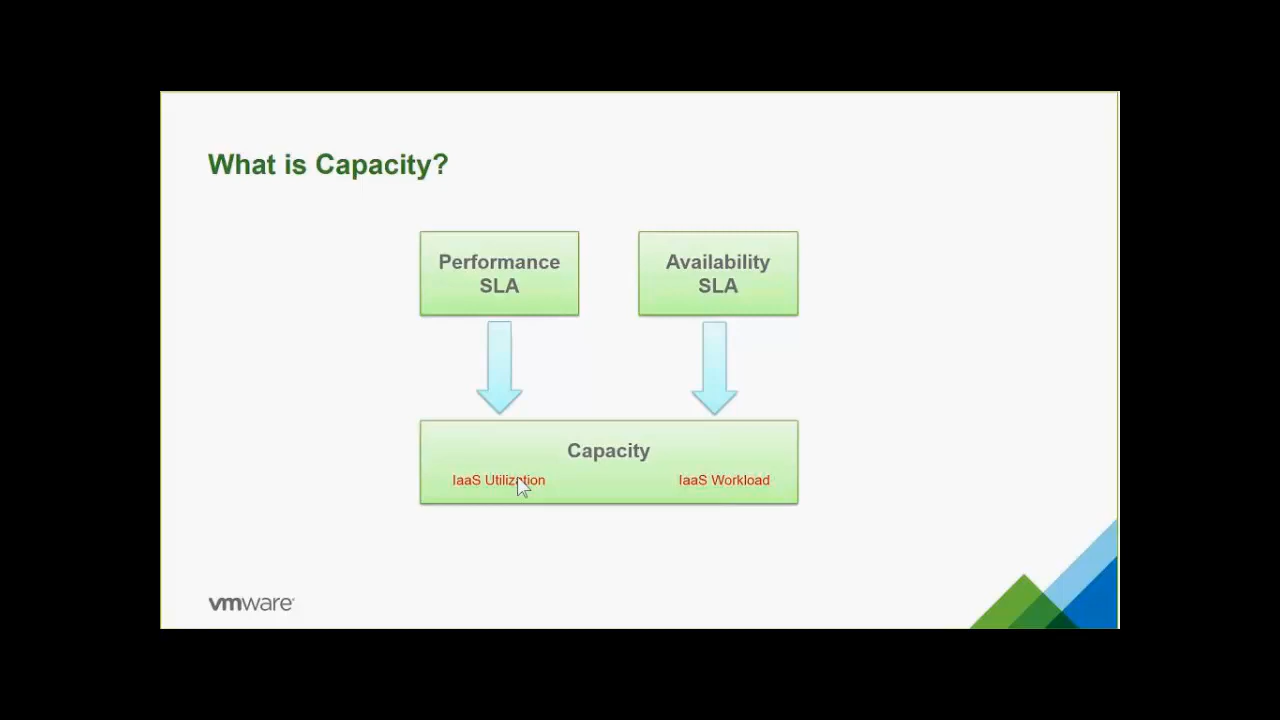 What is Capacity?
Performance
SLA
Availability
SLA
Capacity
IaaS Utilization
IaaS Workload
vmware